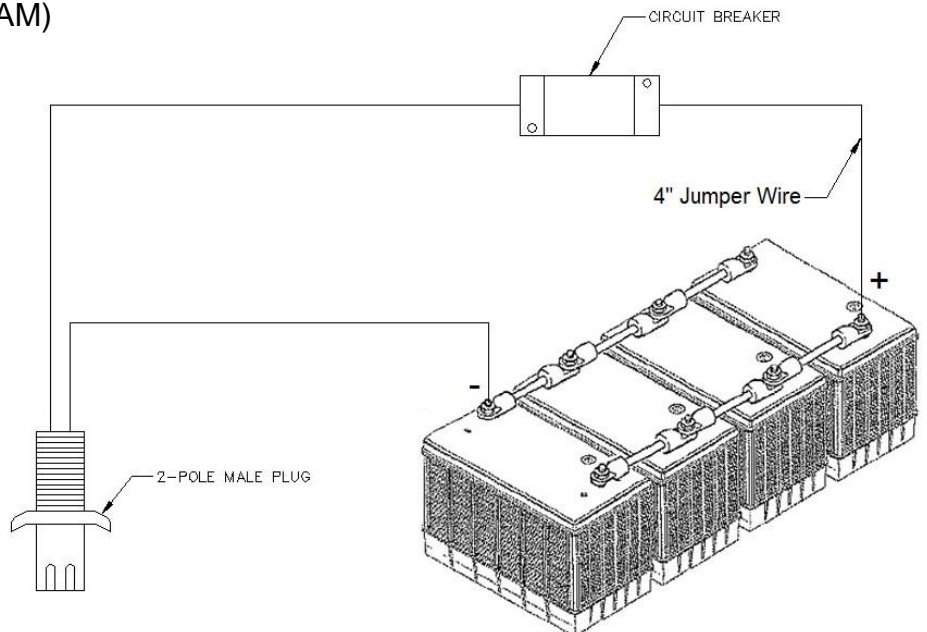 AM)
CIRCUIT BREAKER
4" Jumper Wire
+
-
2-POLE MALE PLUG